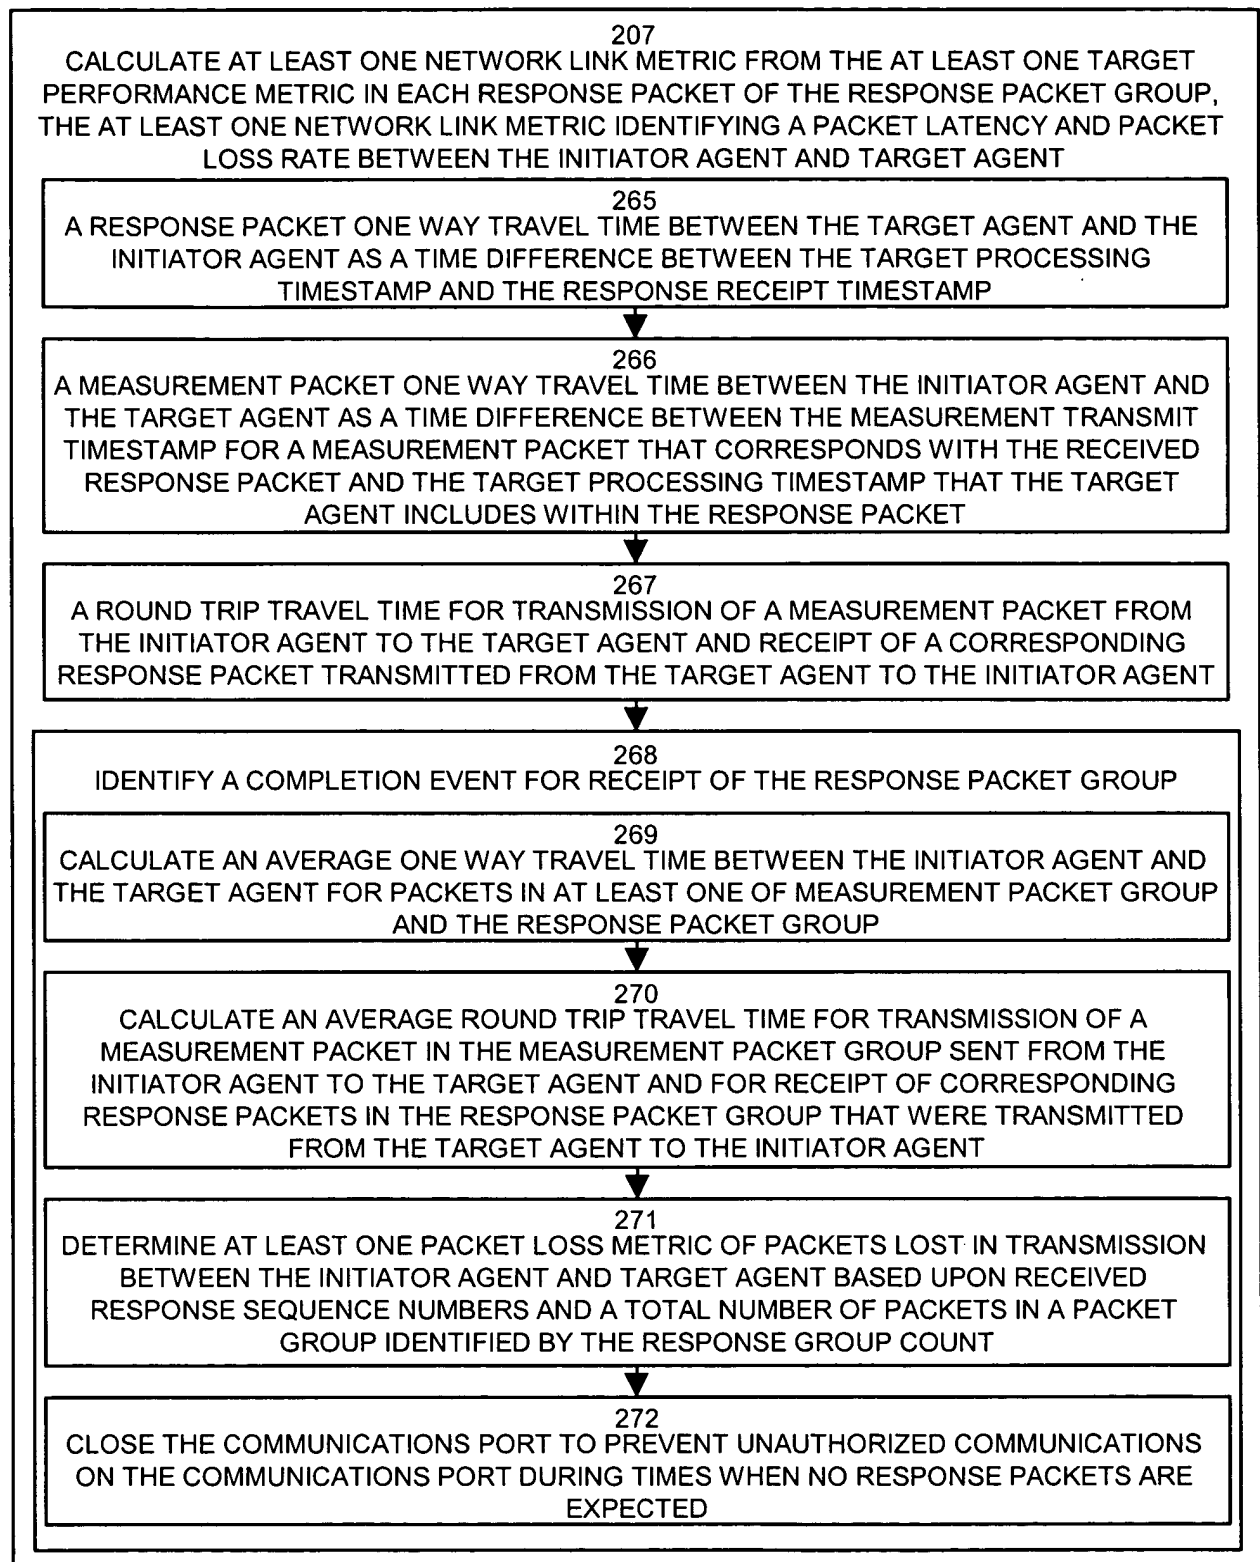 207
CALCULATE AT LEAST ONE NETWORK LINK METRIC FROM THE AT LEAST ONE TARGET
PERFORMANCE METRIC IN EACH RESPONSE PACKET OF THE RESPONSE PACKET GROUP,
THE AT LEAST ONE NETWORK LINK METRIC IDENTIFYING A PACKET LATENCY AND PACKET
LOSS RATE BETWEEN THE INITIATOR AGENT AND TARGET AGENT
265
A RESPONSE PACKET ONE WAY TRAVEL TIME BETWEEN THE TARGET AGENT AND THE
INITIATOR AGENT AS A TIME DIFFERENCE BETWEEN THE TARGET PROCESSING
TIMESTAMP AND THE RESPONSE RECEIPT TIMESTAMP
266
A MEASUREMENT PACKET ONE WAY TRAVEL TIME BETWEEN THE INITIATOR AGENT AND
THE TARGET AGENT AS A TIME DIFFERENCE BETWEEN THE MEASUREMENT TRANSMIT
TIMESTAMP FOR A MEASUREMENT PACKET THAT CORRESPONDS WITH THE RECEIVED
RESPONSE PACKET AND THE TARGET PROCESSING TIMESTAMP THAT THE TARGET
AGENT INCLUDES WITHIN THE RESPONSE PACKET
267
A ROUND TRIP TRAVEL TIME FOR TRANSMISSION OF A MEASUREMENT PACKET FROM
THE INITIATOR AGENT TO THE TARGET AGENT AND RECEIPT OF A CORRESPONDING
RESPONSE PACKET TRANSMITTED FROM THE TARGET AGENT TO THE INITIATOR AGENT
268
IDENTIFY A COMPLETION EVENT FOR RECEIPT OF THE RESPONSE PACKET GROUP
269
CALCULATE AN AVERAGE ONE WAY TRAVEL TIME BETWEEN THE INITIATOR AGENT AND
THE TARGET AGENT FOR PACKETS IN AT LEAST ONE OF MEASUREMENT PACKET GROUP
AND THE RESPONSE PACKET GROUP
270
CALCULATE AN AVERAGE ROUND TRIP TRAVEL TIME FOR TRANSMISSION OF A
MEASUREMENT PACKET IN THE MEASUREMENT PACKET GROUP SENT FROM THE
INITIATOR AGENT TO THE TARGET AGENT AND FOR RECEIPT OF CORRESPONDING
RESPONSE PACKETS IN THE RESPONSE PACKET GROUP THAT WERE TRANSMITTED
FROM THE TARGET AGENT TO THE INITIATOR AGENT
271
DETERMINE AT LEAST ONE PACKET LOSS METRIC OF PACKETS LOST IN TRANSMISSION
BETWEEN THE INITIATOR AGENT AND TARGET AGENT BASED UPON RECEIVED
RESPONSE SEQUENCE NUMBERS AND A TOTAL NUMBER OF PACKETS IN A PACKET
GROUP IDENTIFIED BY THE RESPONSE GROUP COUNT
272
CLOSE THE COMMUNICATIONS PORT TO PREVENT UNAUTHORIZED COMMUNICATIONS
ON THE COMMUNICATIONS PORT DURING TIMES WHEN NO RESPONSE PACKETS ARE
EXPECTED